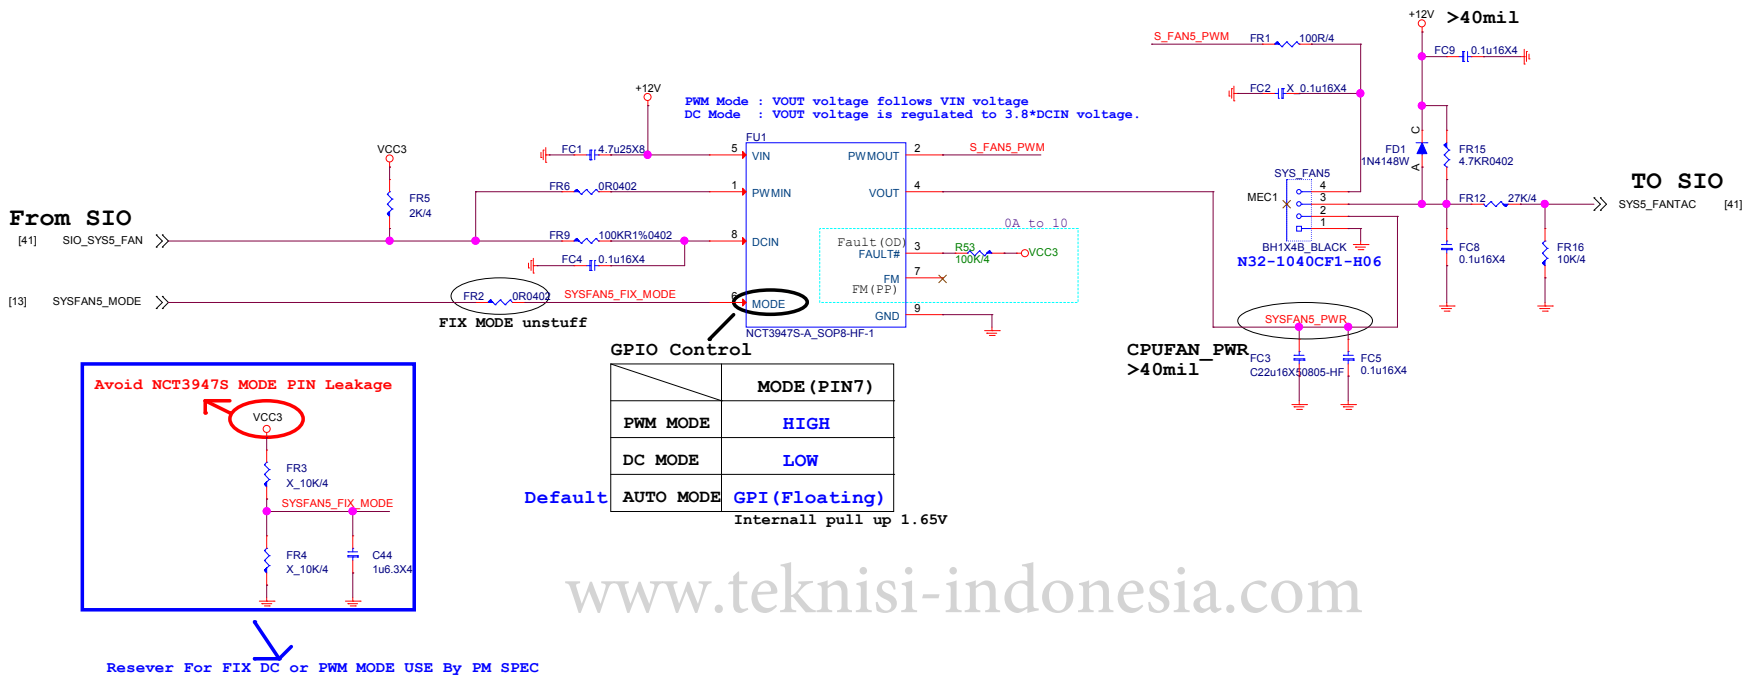 +12V >40mil
S_FAN5_PWM FR1 100R/4
FC9 0.1u16X4
+12V
FC2 X_0.1u16X4
PWM Mode : VOUT voltage follows VIN voltage
DC Mode : VOUT voltage is regulated to 3.8*DCIN voltage.
FU1
VCC3
FC1 4.7u25X8 5 VIN
PWMOUT 2 S_FAN5_PWM
FR6 0R0402 1 PWMIN
VOUT 4
FR5
2K/4
From SIO
[41] SIO_SYS5_FAN
FR9 100KR1%0402 8 DCIN
FC4 0.1u16X4
0A to 10
Fault(OD)
FAULT# 3 R53
100K/4
VCC3
FM 7
FM(PP)
GND 9
[13] SYSFAN5_MODE
FR2 0R0402 SYSFAN5_FIX_MODE 6 MODE
FIX MODE unstuff
NCT3947S-A_SOP8-HF-1
C
FD1
1N4148W
A
FR15
4.7KR0402
SYS_FAN5
MEC1
4
3
2
1
BH1X4B_BLACK
N32-1040CF1-H06
FR12 27K/4
TO SIO
SYS5_FANTAC [41]
FC8
0.1u16X4
FR16
10K/4
SYSFAN5_PWR
CPUFAN_PWR
>40mil
FC3
C22u16X50805-HF
FC5
0.1u16X4
GPIO Control
MODE(PIN7)
PWM MODE HIGH
DC MODE LOW
Default AUTO MODE GPI(Floating)
Internall pull up 1.65V
Avoid NCT3947S MODE PIN Leakage
VCC3
FR3
X_10K/4
SYSFAN5_FIX_MODE
FR4
X_10K/4
C44
1u6.3X4
Resever For FIX DC or PWM MODE USE By PM SPEC
www.teknisi-indonesia.com